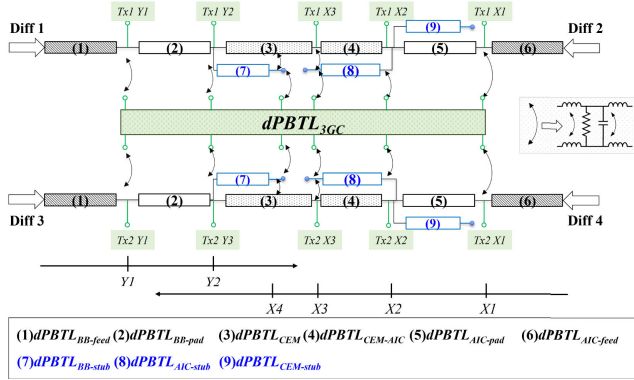 Tx1 Y1 Tx1 Y2 Tx1 X3 Tx1 X2 Tx1 X1
(9)
Diff 1 Diff 2
(1) (2) (3) (4) (5) (6)
(7) (8)
dPBTL3GC
(7) (8)
(1) (2) (3) (4) (5) (6)
Diff 3 Diff 4
(9)
Tx2 Y1 Tx2 Y3 Tx2 X3 Tx2 X2 Tx2 X1
Y1 Y2
X4 X3 X2 X1
(1)dPBTLBB-feed (2)dPBTLBB-pad (3)dPBTLCEM (4)dPBTLCEM-AIC (5)dPBTLAIC-pad (6)dPBTLAIC-feed
(7)dPBTLBB-stub (8)dPBTLAIC-stub (9)dPBTLCEM-stub